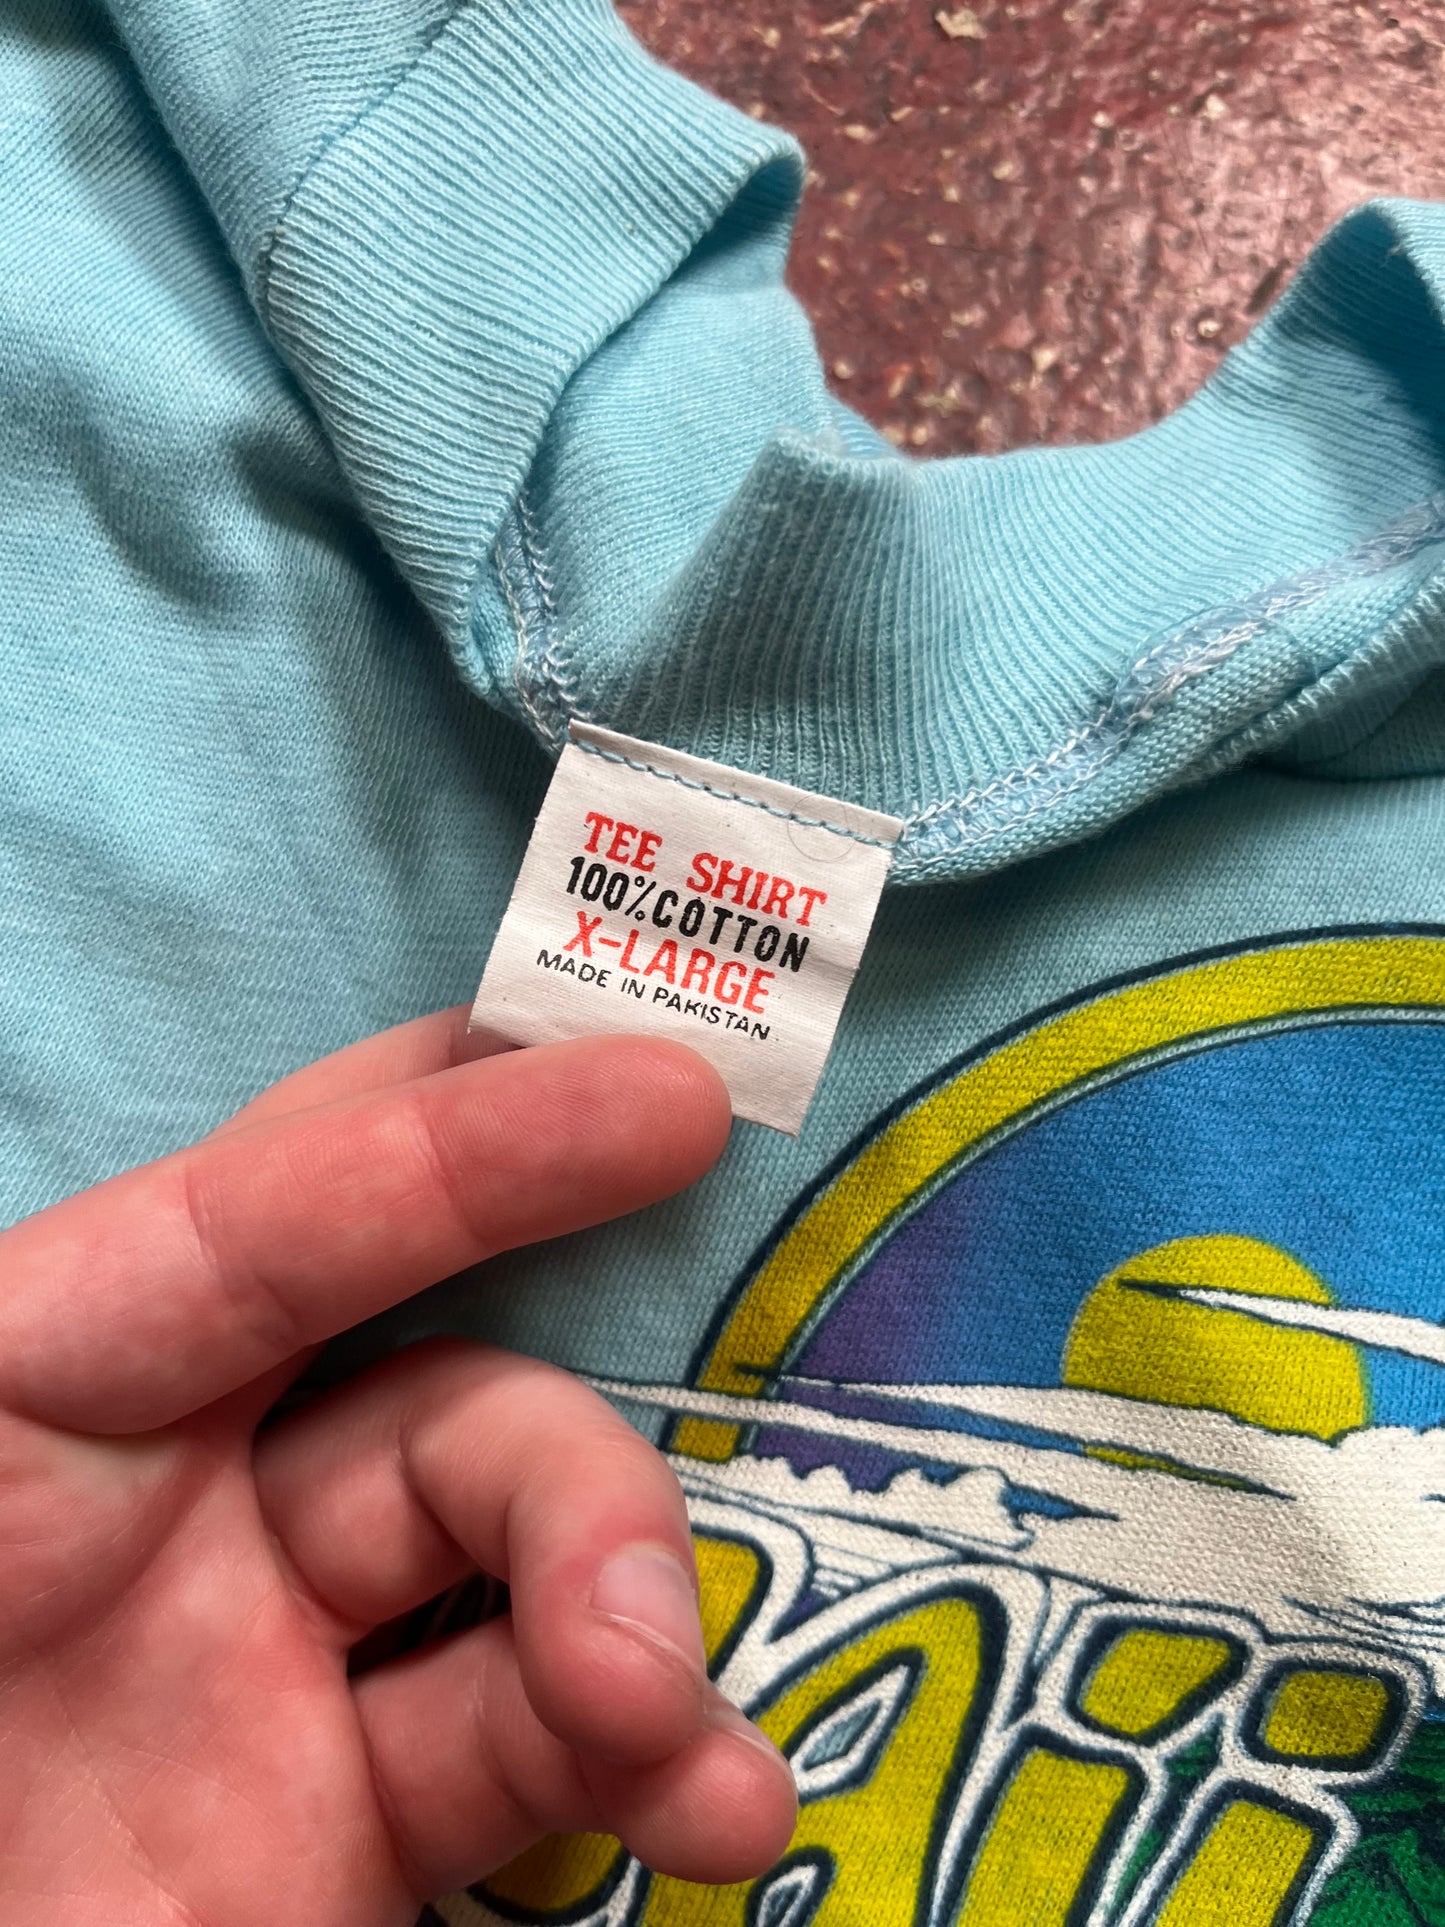 TEE SHIRT
100% COTTON
X-LARGE
MADE IN PAKISTAN